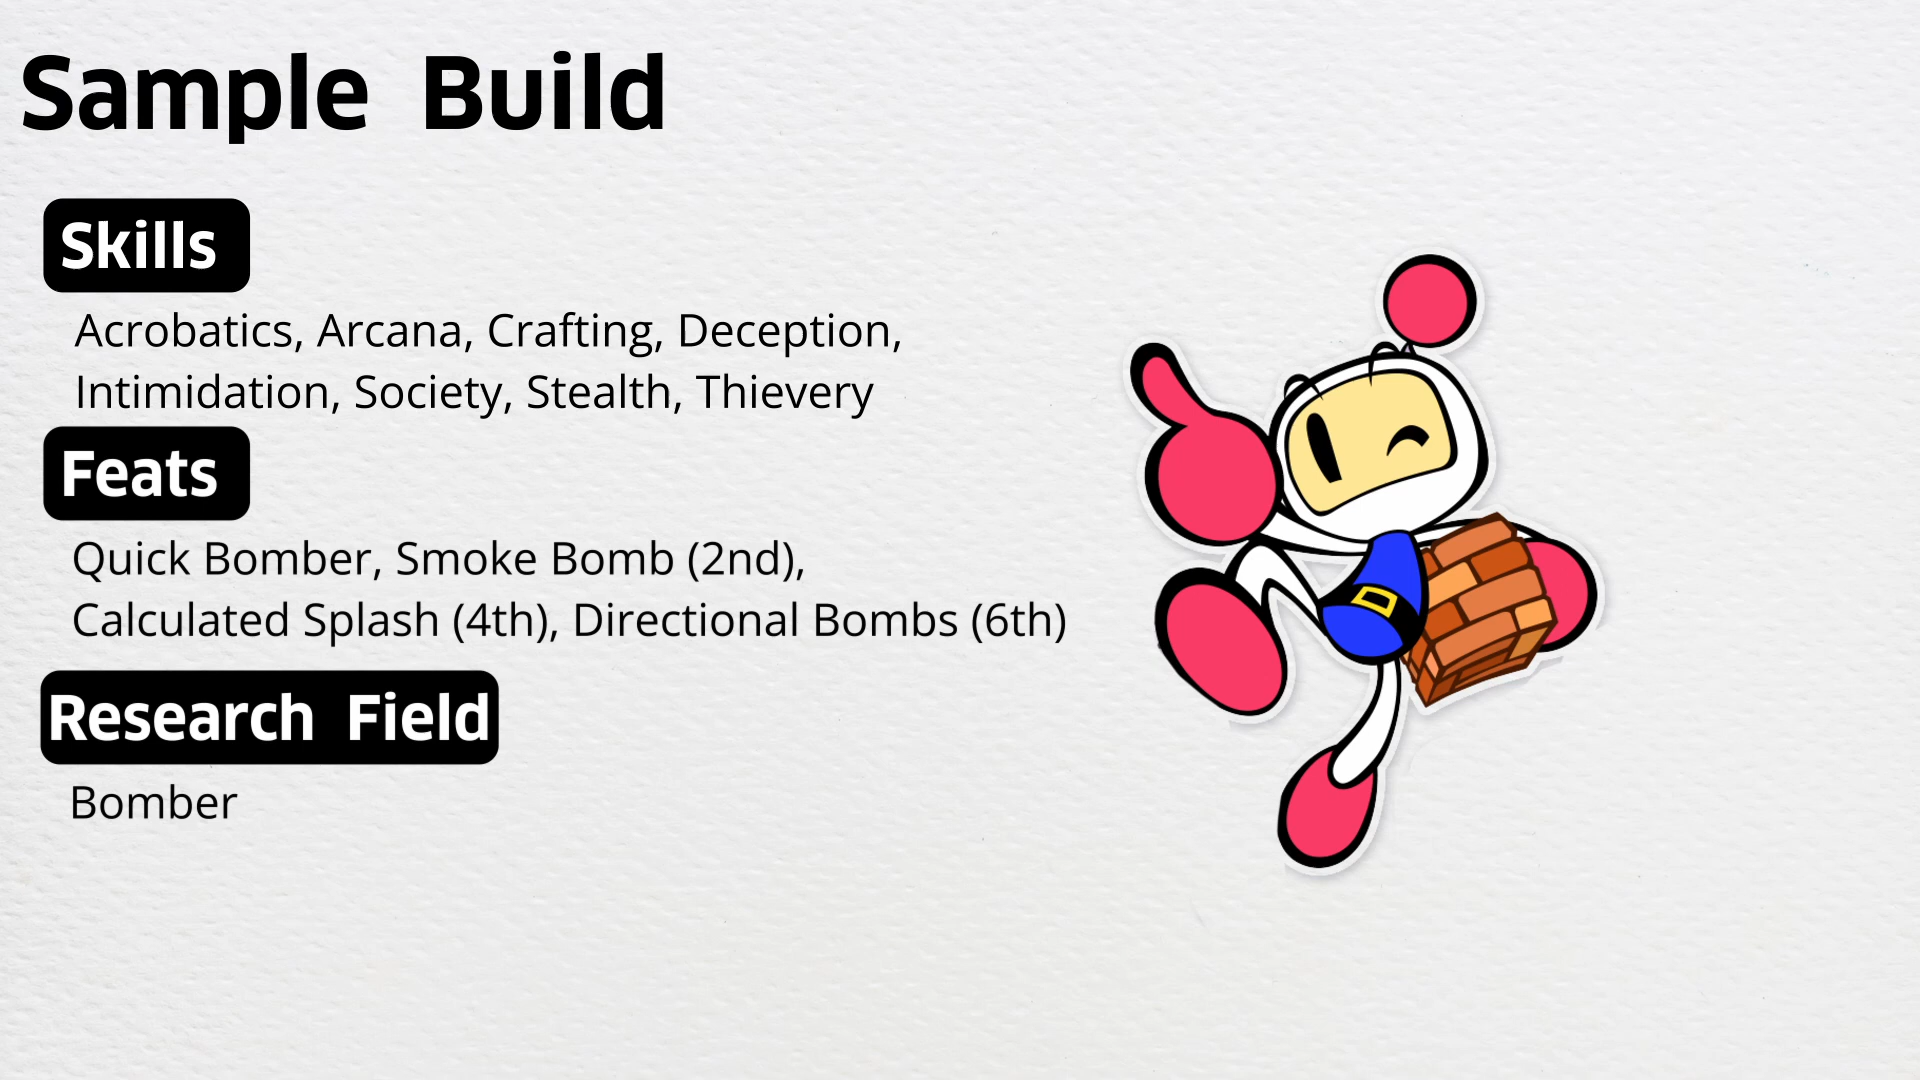 Sample Build
Skills
Acrobatics, Arcana, Crafting, Deception,
Intimidation, Society, Stealth, Thievery
Feats
Quick Bomber, Smoke Bomb (2nd),
Calculated Splash (4th), Directional Bombs (6th)
Research Field
Bomber